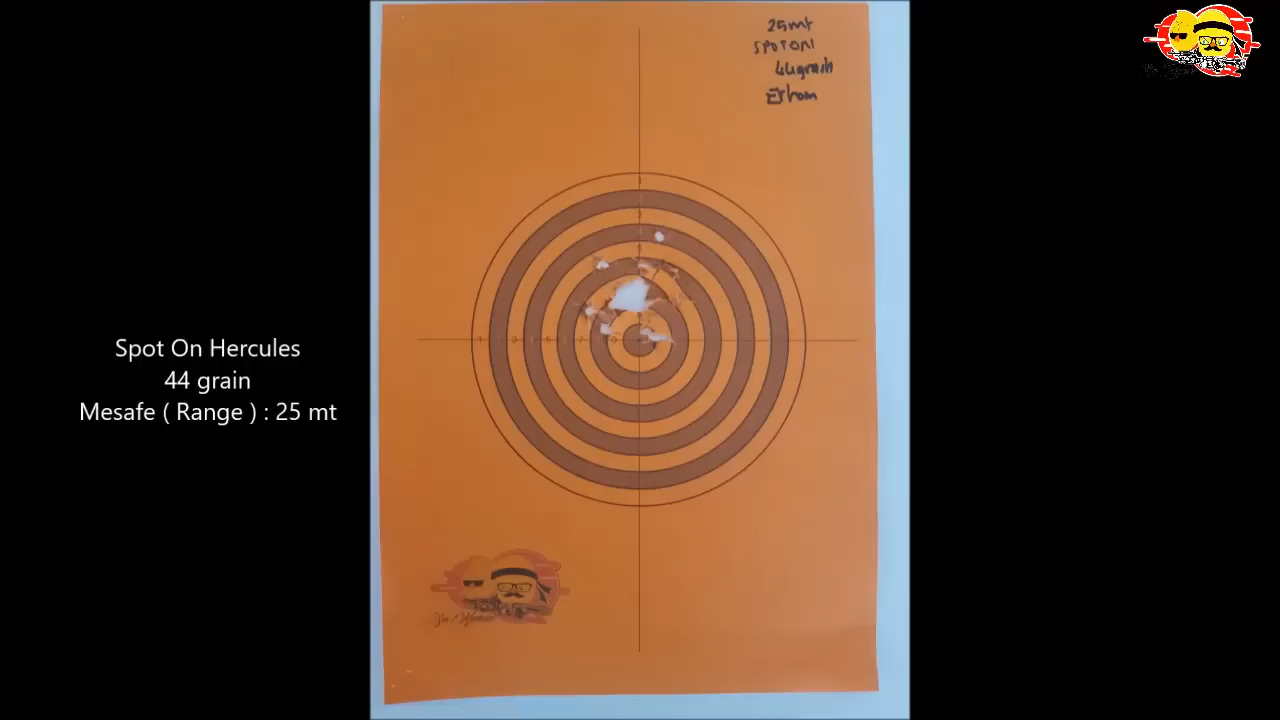 25mt
SPOTON
44grain
Spot On Hercules
44 grain
Mesafe ( Range ) : 25 mt